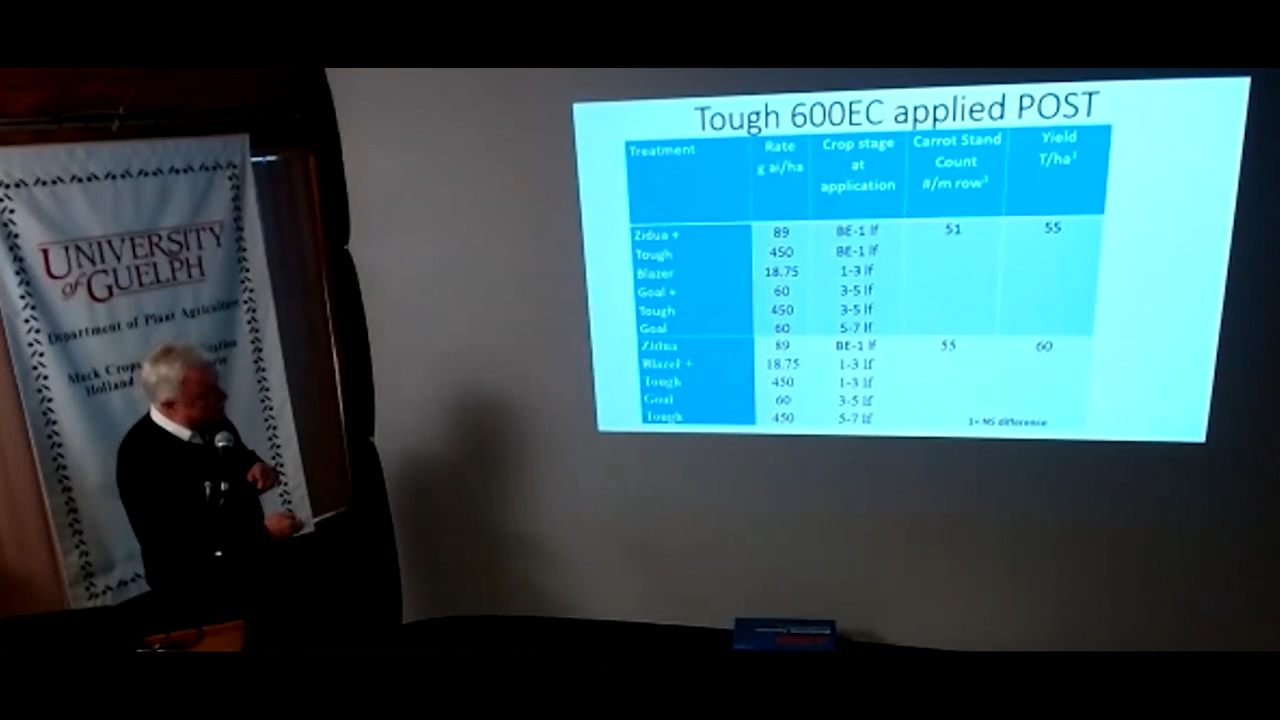 UNIVERSITY
of GUELPH
Department of Plant Agriculture
Muck Crops
Holland
Tough 600EC applied POST
Treatment Rate g ai/ha Crop stage at application Carrot Stand Count #/m row¹ Yield T/ha¹
Zidua + 89 BE-1 lf 51 55
Tough 450 BE-1 lf
Blazer 18.75 1-3 lf
Goal + 60 3-5 lf
Tough 450 3-5 lf
Goal 60 5-7 lf
Zidua 89 BE-1 lf 55 60
Blazer + 18.75 1-3 lf
Tough 450 1-3 lf
Goal 60 3-5 lf
Tough 450 5-7 lf
1= NS difference